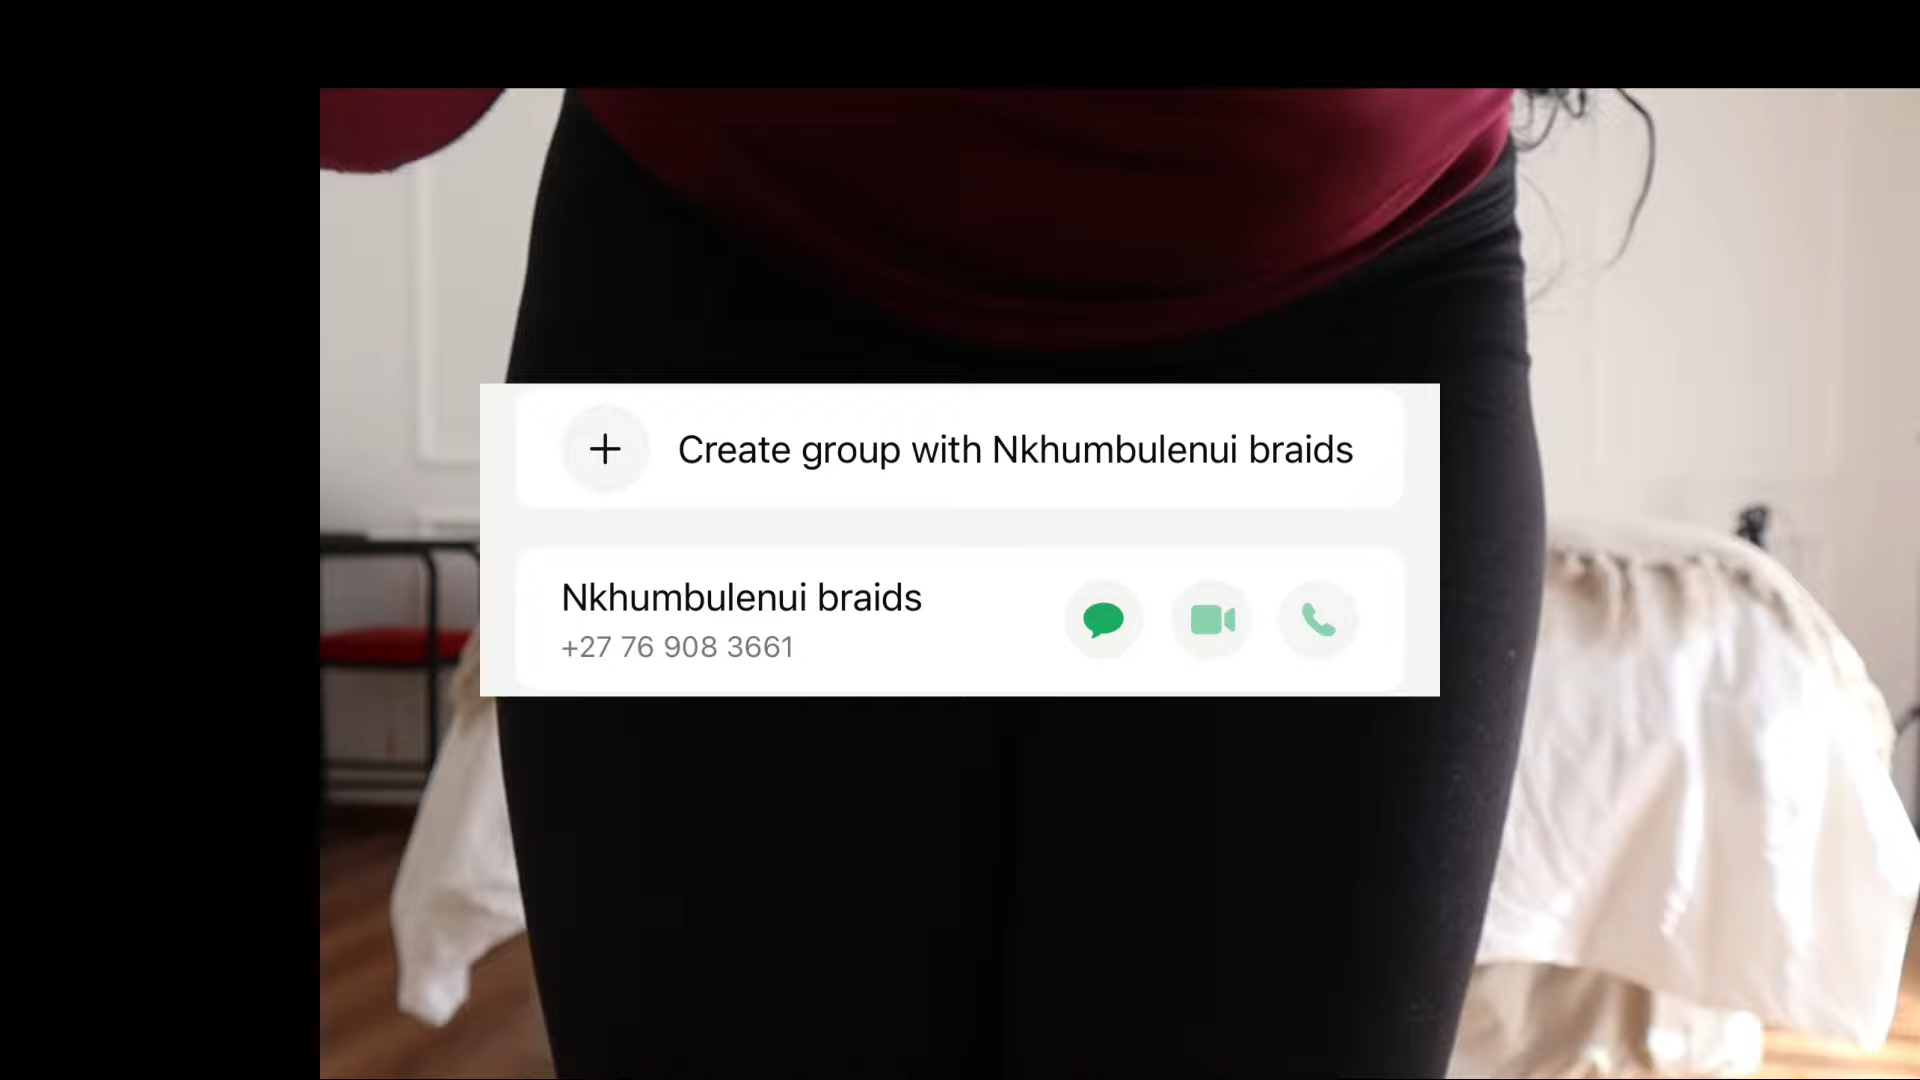 Create group with Nkhumbulenui braids
Nkhumbulenui braids
+27 76 908 3661